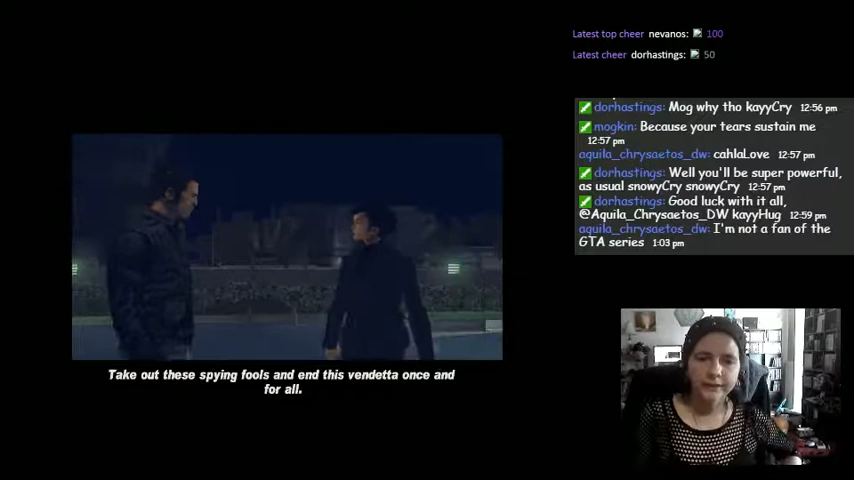 Latest top cheer nevanos: 100
Latest cheer dorhastings: 50
dorhastings: Mog why tho kayyCry 12:56 pm
mogkin: Because your tears sustain me
12:57 pm
aquila_chrysaetos_dw: cahlaLove 12:57 pm
dorhastings: Well you'll be super powerful,
as usual snowyCry snowyCry 12:57 pm
dorhastings: Good luck with it all,
@Aquila_Chrysaetos_DW kayyHug 12:59 pm
aquila_chrysaetos_dw: I'm not a fan of the
GTA series 1:03 pm
Take out these spying fools and end this vendetta once and
for all.